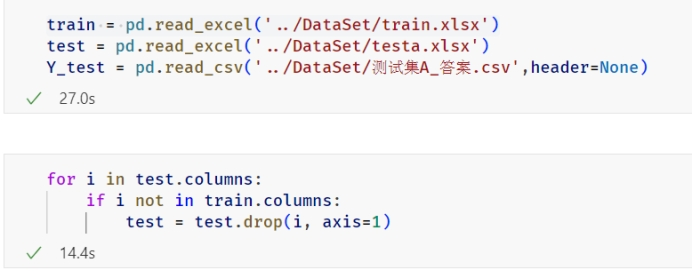 train = pd.read_excel('../DataSet/train.xlsx')
test = pd.read_excel('../DataSet/testa.xlsx')
Y_test = pd.read_csv('../DataSet/测试集A_答案.csv',header=None)
27.0s
for i in test.columns:
    if i not in train.columns:
        test = test.drop(i, axis=1)
14.4s